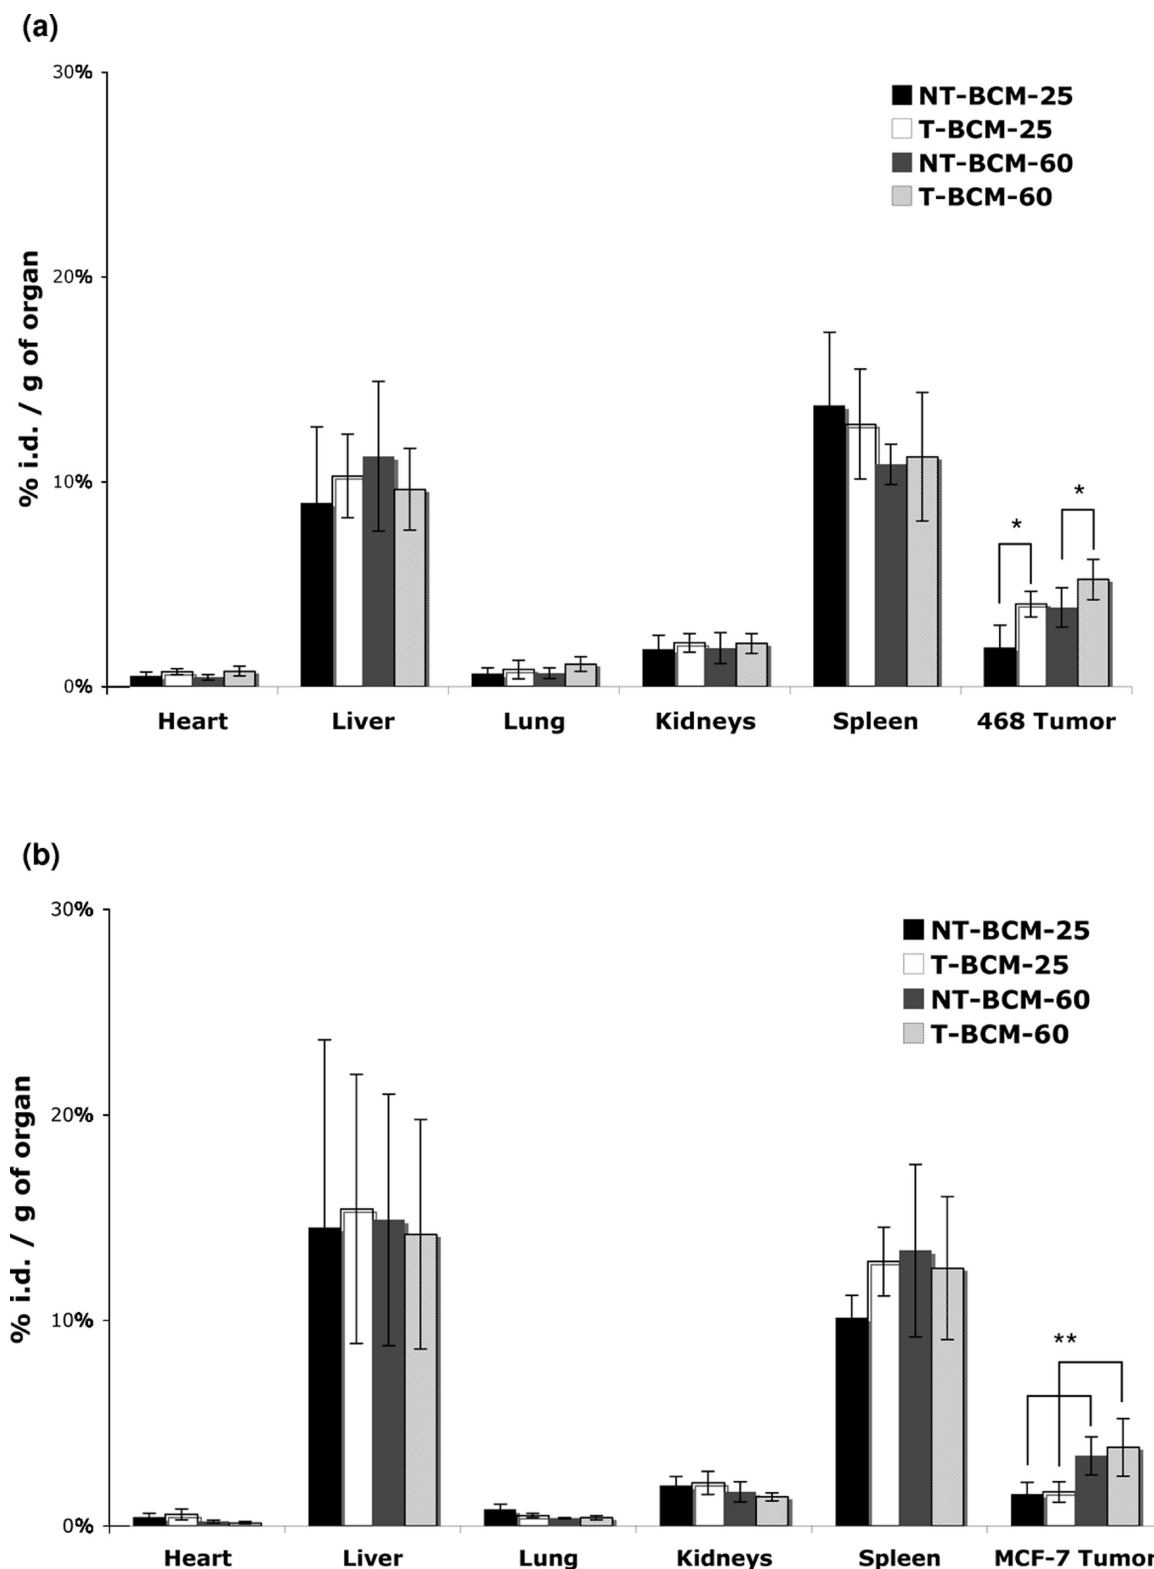 (a)
30%
NT-BCM-25
T-BCM-25
NT-BCM-60
T-BCM-60
20%
% i.d. / g of organ
10%
*
*
0%
Heart Liver Lung Kidneys Spleen 468 Tumor
(b)
30%
NT-BCM-25
T-BCM-25
NT-BCM-60
T-BCM-60
20%
% i.d. / g of organ
10%
**
0%
Heart Liver Lung Kidneys Spleen MCF-7 Tumor